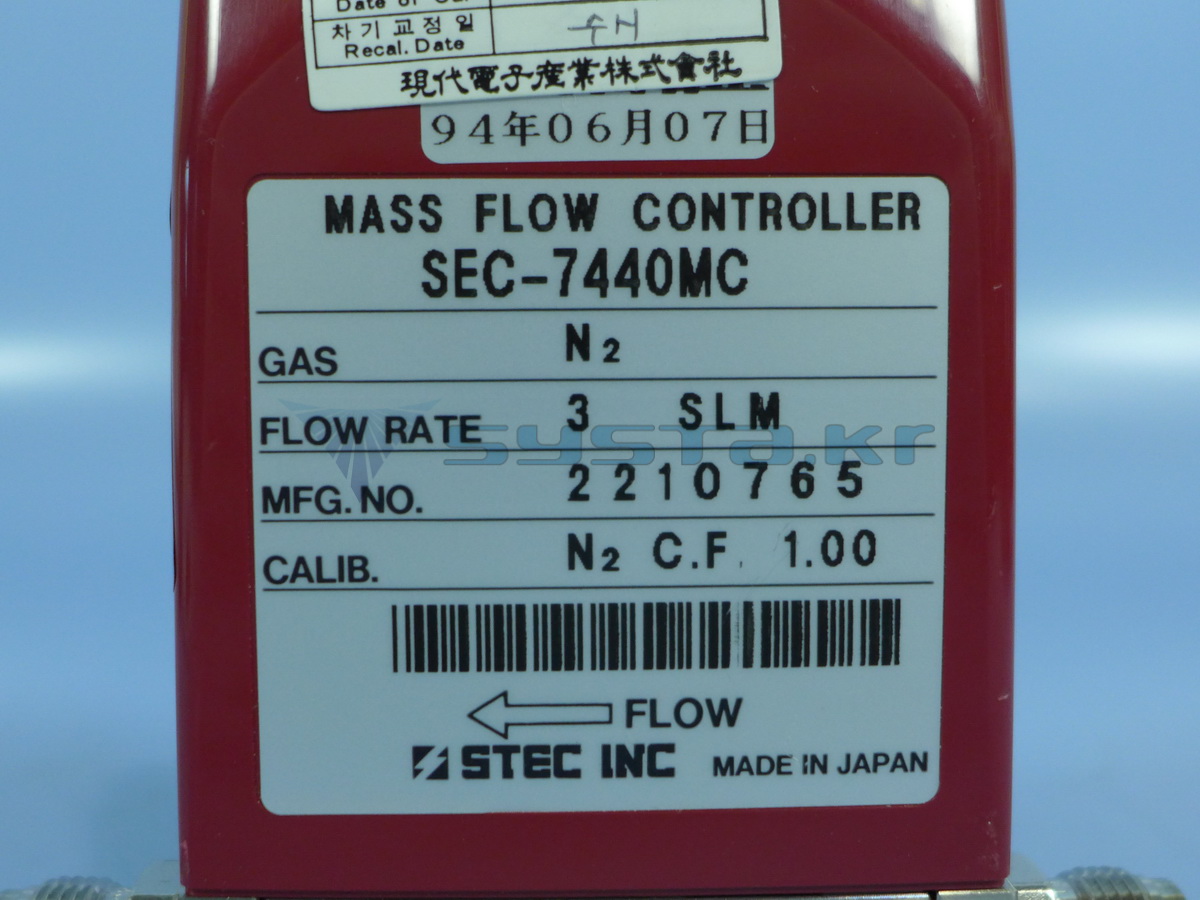 Date of Cal.
차기교정일
Recal. Date
現代電子産業株式會社
94年06月07日
MASS FLOW CONTROLLER
SEC-7440MC
GAS N2
FLOW RATE 3 SLM
systa.kr
MFG. NO. 2210765
CALIB. N2 C.F. 1.00
FLOW
STEC INC MADE IN JAPAN